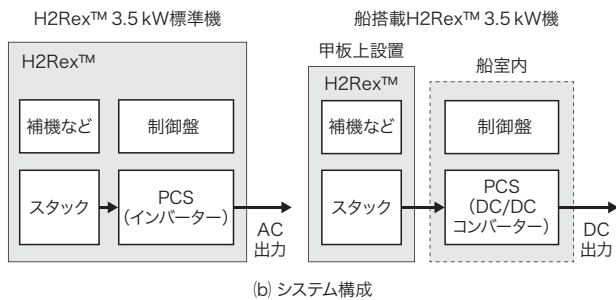 H2Rex™ 3.5 kW標準機
H2Rex™
補機など
制御盤
スタック
PCS
(インバーター)
AC
出力
船搭載H2Rex™ 3.5 kW機
甲板上設置
H2Rex™
補機など
スタック
船室内
制御盤
PCS
(DC/DC
コンバーター)
DC
出力
(b) システム構成